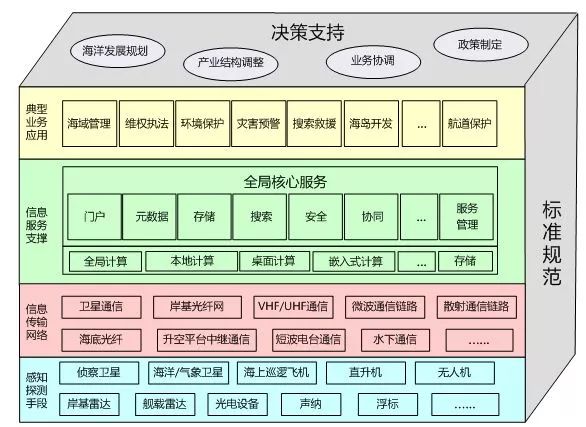 决策支持
海洋发展规划
产业结构调整
业务协调
政策制定
典型
业务
应用
海域管理
维权执法
环境保护
灾害预警
搜索救援
海岛开发
...
航道保护
信息
服务
支撑
全局核心服务
门户
元数据
存储
搜索
安全
协同
...
服务
管理
全局计算
本地计算
桌面计算
嵌入式计算
...
存储
信息
传输
网络
卫星通信
岸基光纤网
VHF/UHF通信
微波通信链路
散射通信链路
海底光纤
升空平台中继通信
短波电台通信
水下通信
……
感知
探测
手段
侦察卫星
海洋/气象卫星
海上巡逻飞机
直升机
无人机
岸基雷达
舰载雷达
光电设备
声纳
浮标
……
标准规范